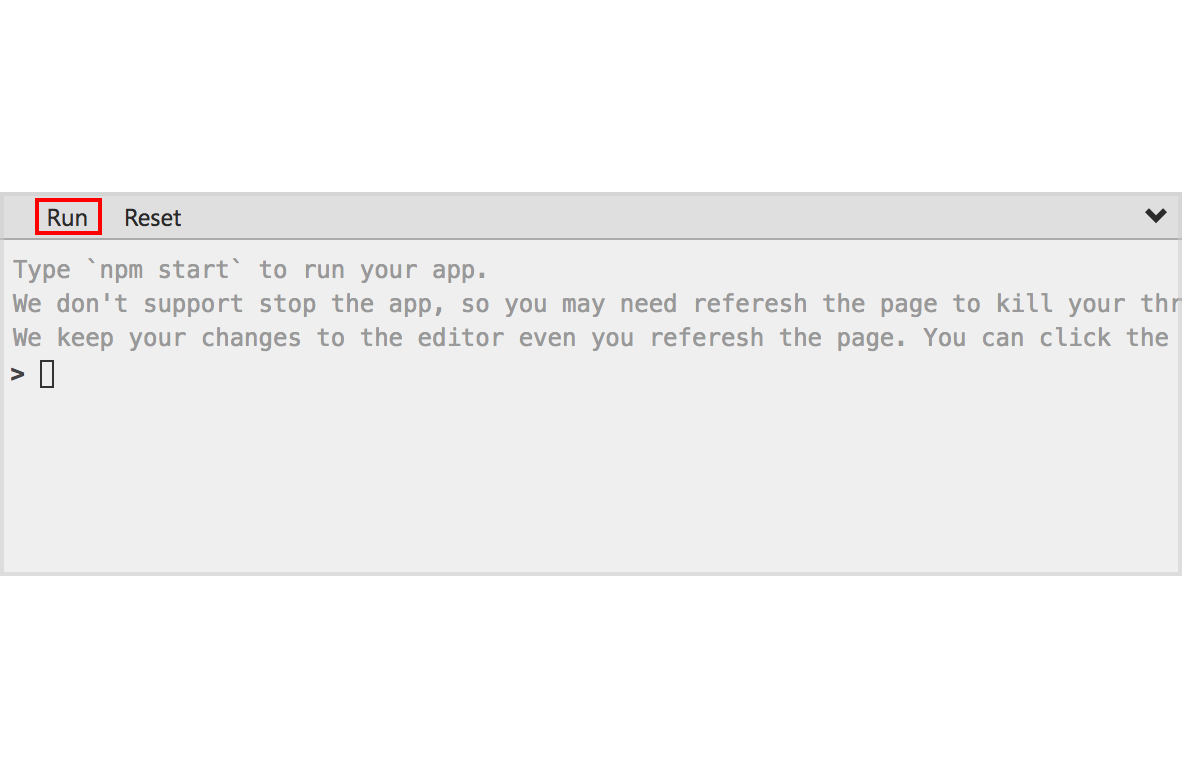 Run Reset
Type `npm start` to run your app.
We don't support stop the app, so you may need referesh the page to kill your thr
We keep your changes to the editor even you referesh the page. You can click the
>